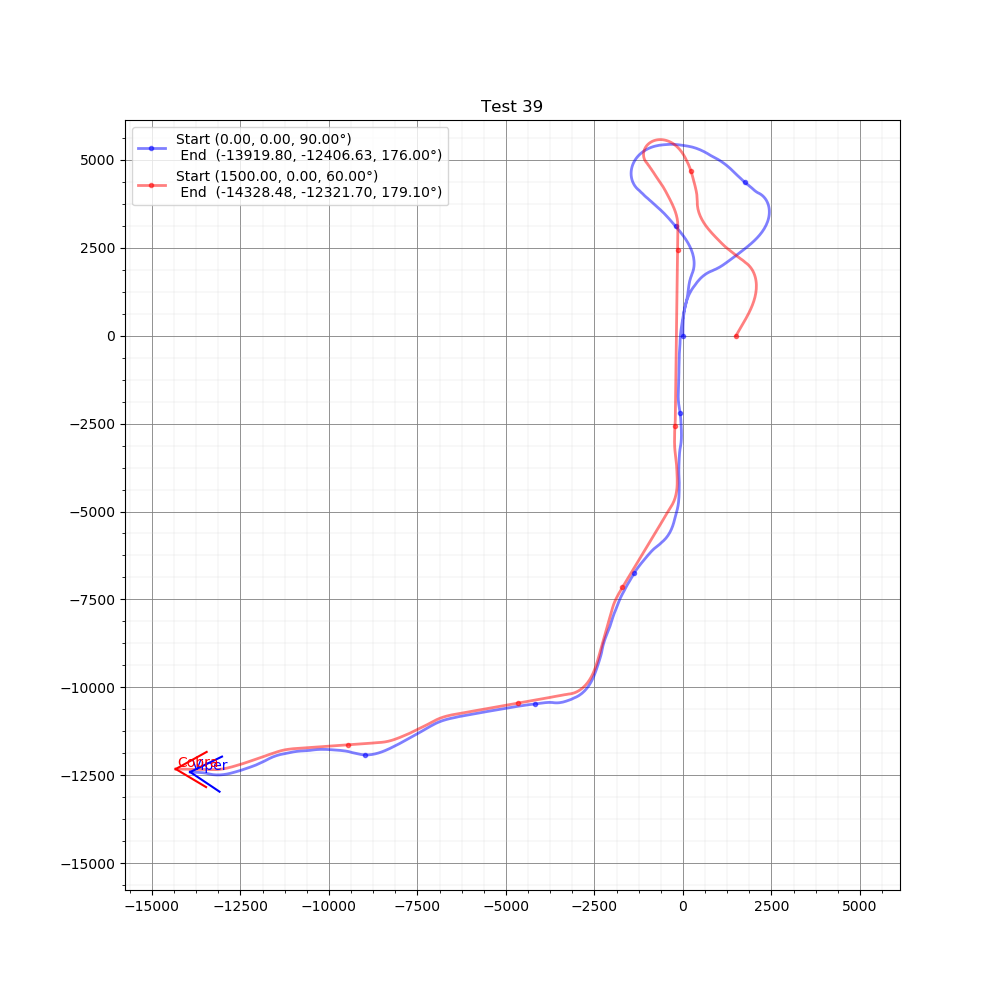 Test 39
Start (0.00, 0.00, 90.00°)
End (-13919.80, -12406.63, 176.00°)
Start (1500.00, 0.00, 60.00°)
End (-14328.48, -12321.70, 179.10°)
5000
2500
0
−2500
−5000
−7500
−10000
−12500
−15000
Viper
−15000 −12500 −10000 −7500 −5000 −2500 0 2500 5000